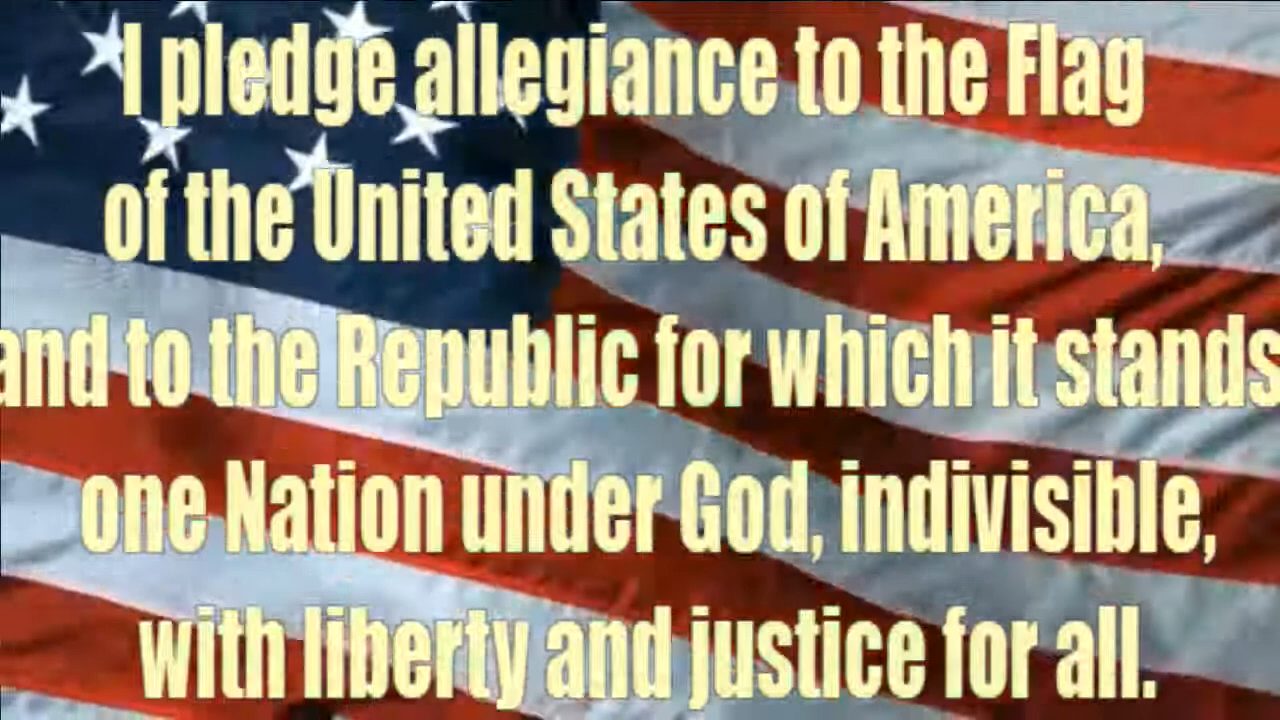 I pledge allegiance to the Flag
of the United States of America,
and to the Republic for which it stands
one Nation under God, indivisible,
with liberty and justice for all.